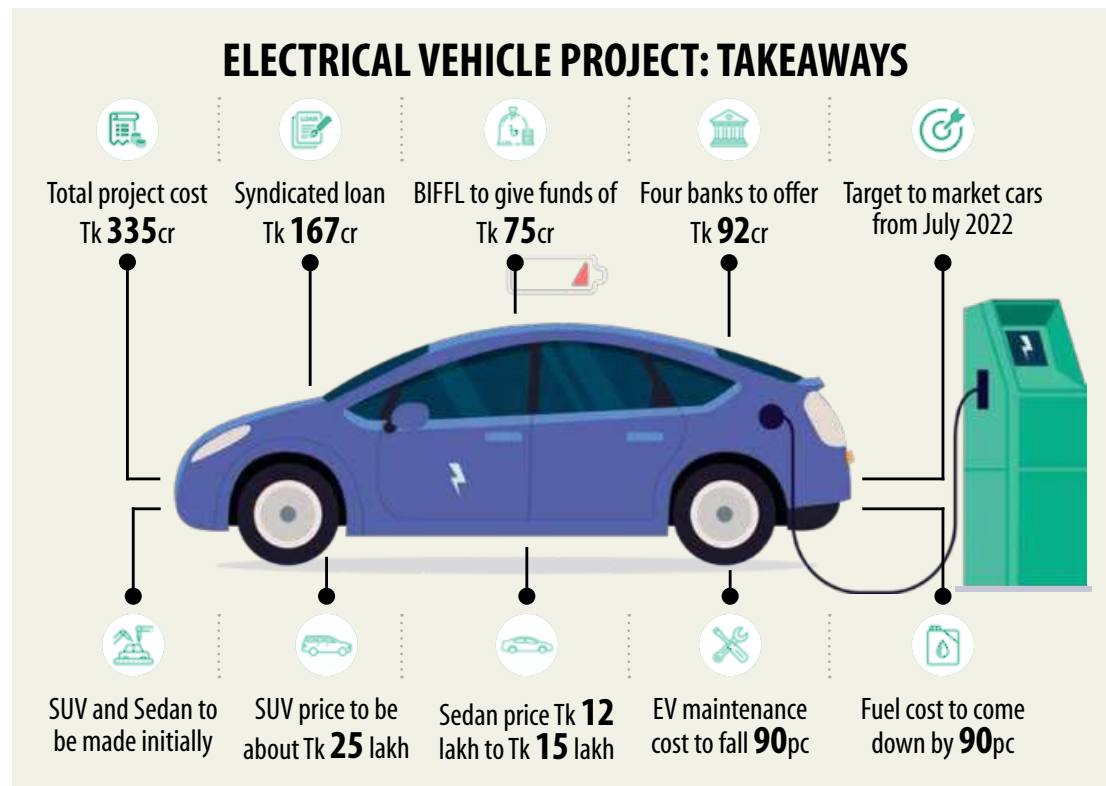 ELECTRICAL VEHICLE PROJECT: TAKEAWAYS
Total project cost
Tk 335cr
LOAN
Syndicated loan
Tk 167cr
৳
BIFFL to give funds of
Tk 75cr
Four banks to offer
Tk 92cr
Target to market cars
from July 2022
SUV and Sedan to
be made initially
SUV price to be
about Tk 25 lakh
Sedan price Tk 12
lakh to Tk 15 lakh
EV maintenance
cost to fall 90pc
Fuel cost to come
down by 90pc